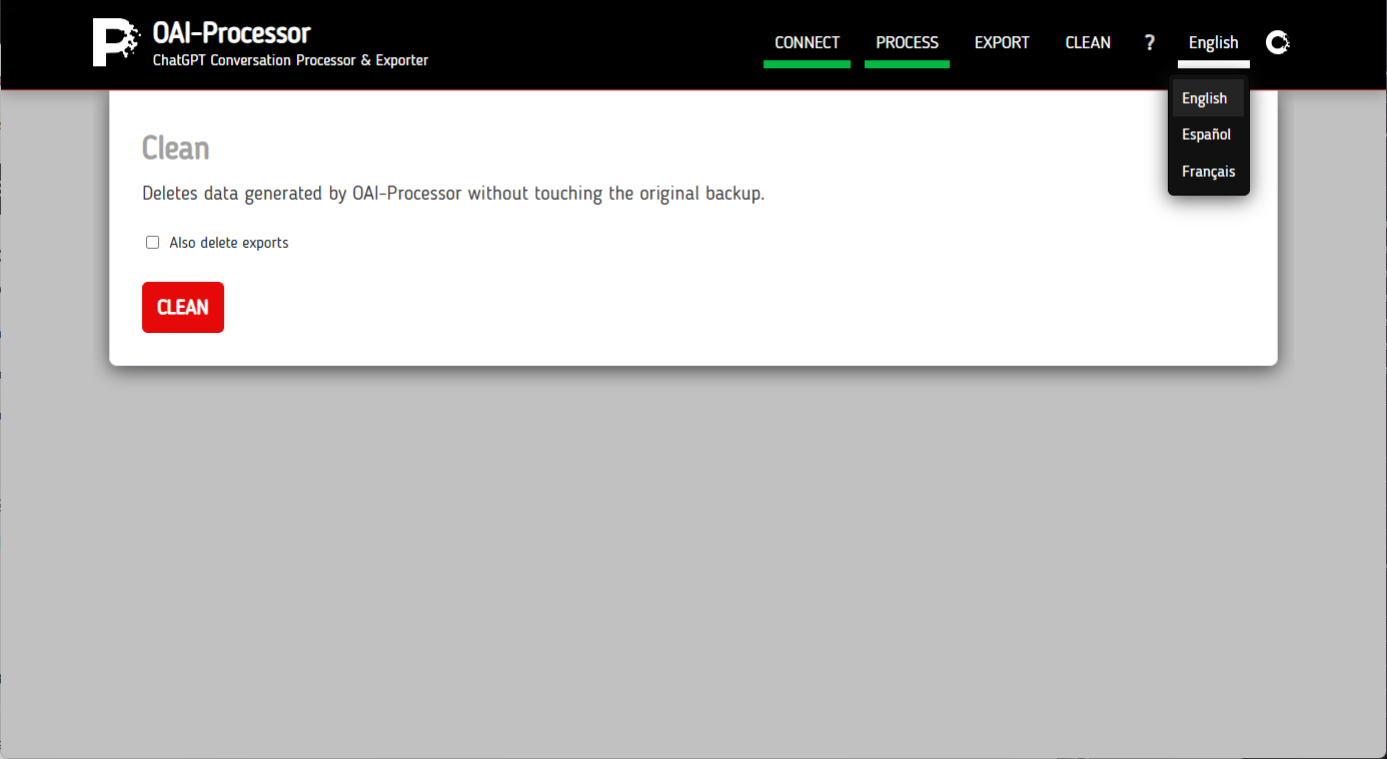 OAI-Processor
ChatGPT Conversation Processor & Exporter
CONNECT PROCESS EXPORT CLEAN ? English
English
Español
Français
Clean
Deletes data generated by OAI-Processor without touching the original backup.
Also delete exports
CLEAN